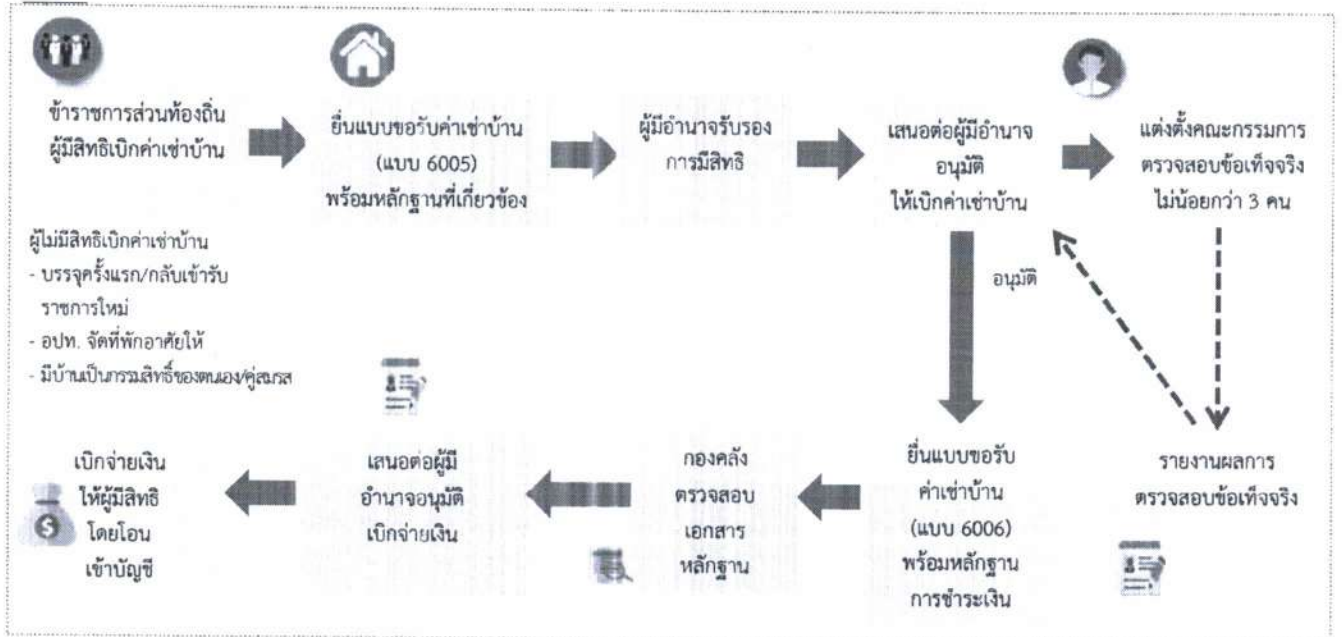 ข้าราชการส่วนท้องถิ่น
ผู้มีสิทธิเบิกค่าเช่าบ้าน
ยื่นแบบขอรับค่าเช่าบ้าน
(แบบ 6005)
พร้อมหลักฐานที่เกี่ยวข้อง
ผู้มีอำนาจรับรอง
การมีสิทธิ
เสนอต่อผู้มีอำนาจ
อนุมัติ
ให้เบิกค่าเช่าบ้าน
แต่งตั้งคณะกรรมการ
ตรวจสอบข้อเท็จจริง
ไม่น้อยกว่า 3 คน
ผู้ไม่มีสิทธิเบิกค่าเช่าบ้าน
- บรรจุครั้งแรก/กลับเข้ารับ
ราชการใหม่
- อปท. จัดที่พักอาศัยให้
- มีบ้านเป็นกรรมสิทธิ์ของตนเอง/คู่สมรส
อนุมัติ
รายงานผลการ
ตรวจสอบข้อเท็จจริง
ยื่นแบบขอรับ
ค่าเช่าบ้าน
(แบบ 6006)
พร้อมหลักฐาน
การชำระเงิน
กองคลัง
ตรวจสอบ
เอกสาร
หลักฐาน
เสนอต่อผู้มี
อำนาจอนุมัติ
เบิกจ่ายเงิน
เบิกจ่ายเงิน
ให้ผู้มีสิทธิ
โดยโอน
เข้าบัญชี